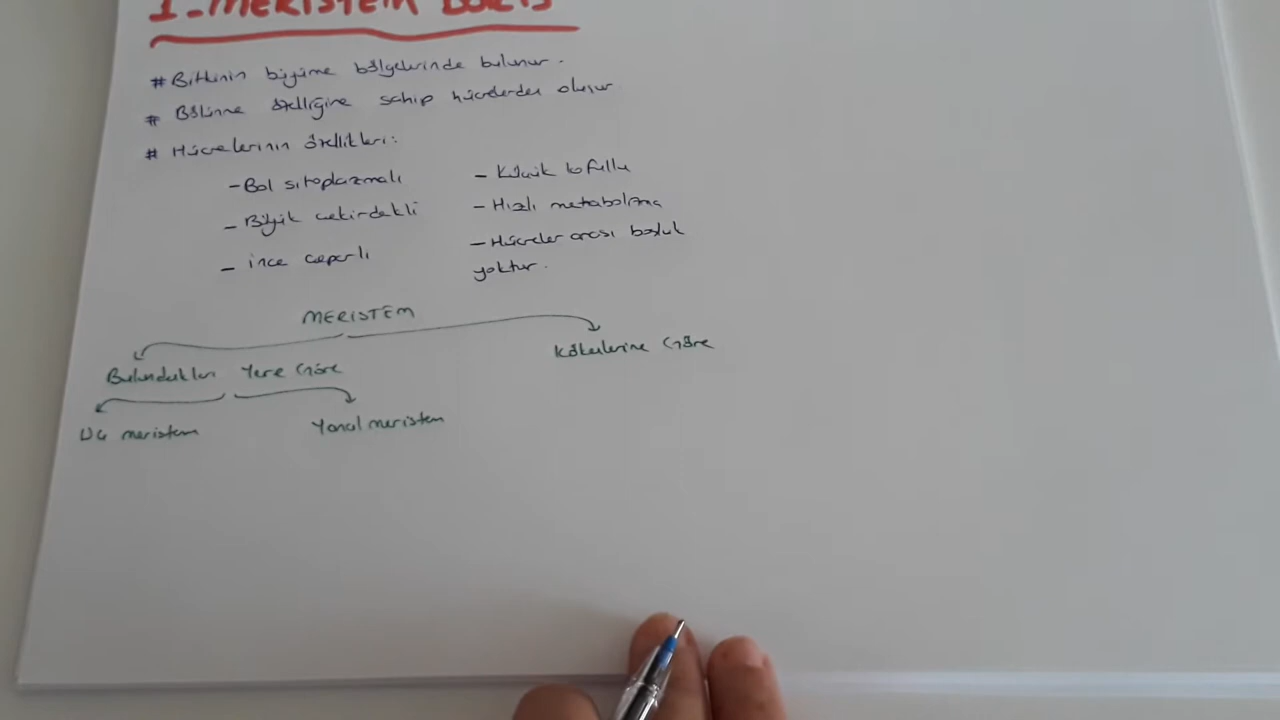 1-MERİSTEM DOKUSU
# Bitkinin büyüme bölgelerinde bulunur.
# Bölünme özelliğine sahip hücrelerden oluşur
# Hücrelerinin özellikleri:
- Bol sitoplazmalı
- Büyük çekirdekli
- İnce çeperli
- Küçük kofullu
- Hızlı metabolizma
- Hücreler arası boşluk
yoktur.
MERİSTEM
Bulundukları Yere Göre
Kökenlerine Göre
Uç meristem
Yanal meristem